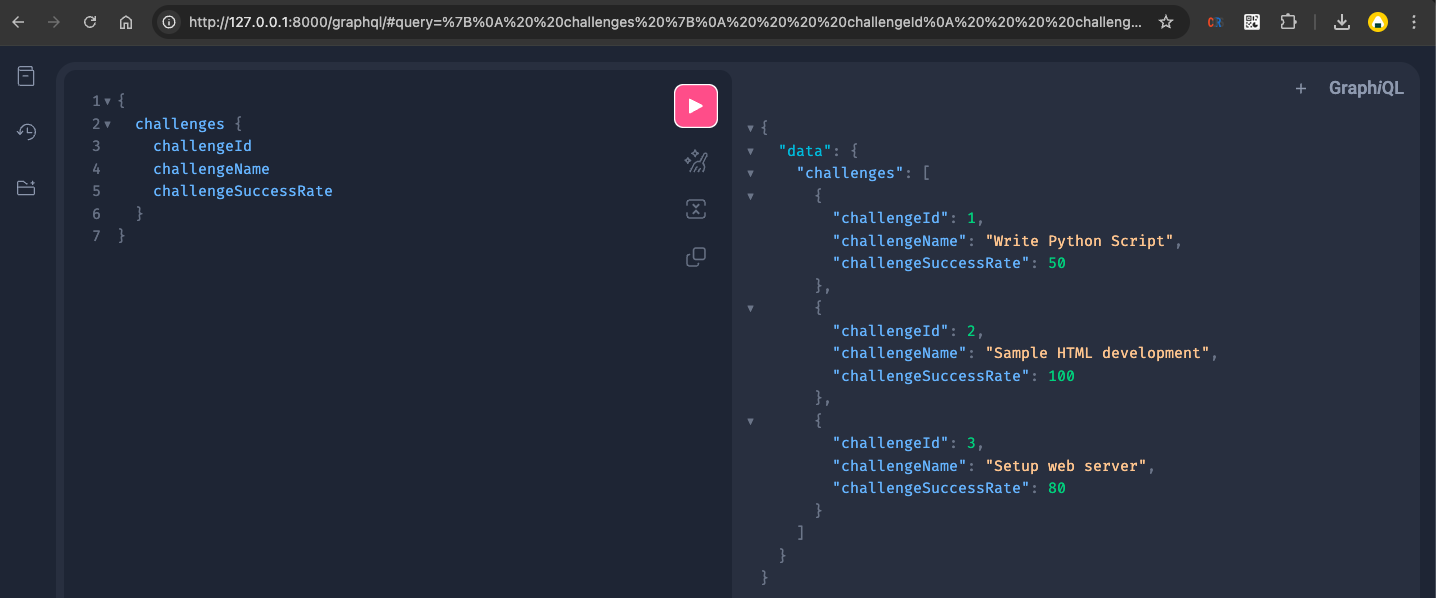 http://127.0.0.1:8000/graphql/#query=%7B%0A%20%20challenges%20%7B%0A%20%20%20%20challengeId%0A%20%20%20%20challeng...
CR
GraphiQL
1 {
2 challenges {
3 challengeId
4 challengeName
5 challengeSuccessRate
6 }
7 }
{
"data": {
"challenges": [
{
"challengeId": 1,
"challengeName": "Write Python Script",
"challengeSuccessRate": 50
},
{
"challengeId": 2,
"challengeName": "Sample HTML development",
"challengeSuccessRate": 100
},
{
"challengeId": 3,
"challengeName": "Setup web server",
"challengeSuccessRate": 80
}
]
}
}